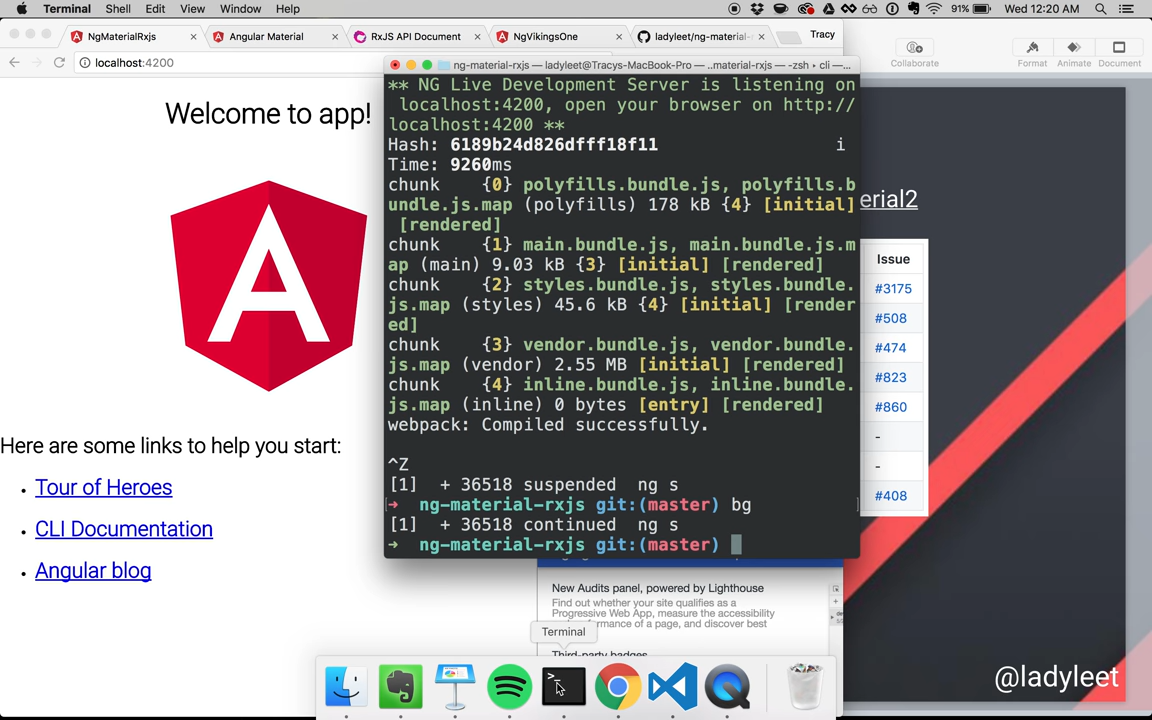 Terminal Shell Edit View Window Help
91% Wed 12:20 AM
NgMaterialRxjs
Angular Material
RxJS API Document
NgVikingsOne
ladyleet/ng-material-
Tracy
localhost:4200
Collaborate
Format
Animate
Document
ng-material-rxjs — ladyleet@Tracys-MacBook-Pro — ..material-rxjs — -zsh ▸ cli —...
** NG Live Development Server is listening on
localhost:4200, open your browser on http://
localhost:4200 **
Hash: 6189b24d826dfff18f11 i
Time: 9260ms
chunk {0} polyfills.bundle.js, polyfills.b
undle.js.map (polyfills) 178 kB {4} [initial]
[rendered]
chunk {1} main.bundle.js, main.bundle.js.m
ap (main) 9.03 kB {3} [initial] [rendered]
chunk {2} styles.bundle.js, styles.bundle.
js.map (styles) 45.6 kB {4} [initial] [render
ed]
chunk {3} vendor.bundle.js, vendor.bundle.
js.map (vendor) 2.55 MB [initial] [rendered]
chunk {4} inline.bundle.js, inline.bundle.
js.map (inline) 0 bytes [entry] [rendered]
webpack: Compiled successfully.
^Z
[1] + 36518 suspended ng s
➜ ng-material-rxjs git:(master) bg
[1] + 36518 continued ng s
➜ ng-material-rxjs git:(master)
Welcome to app!
Here are some links to help you start:
• Tour of Heroes
• CLI Documentation
• Angular blog
erial2
Issue
#3175
#508
#474
#823
#860
-
-
#408
New Audits panel, powered by Lighthouse
Find out whether your site qualifies as a
Progressive Web App, measure the accessibility
formance of a page, and discover best
Third-party badges
Terminal
@ladyleet